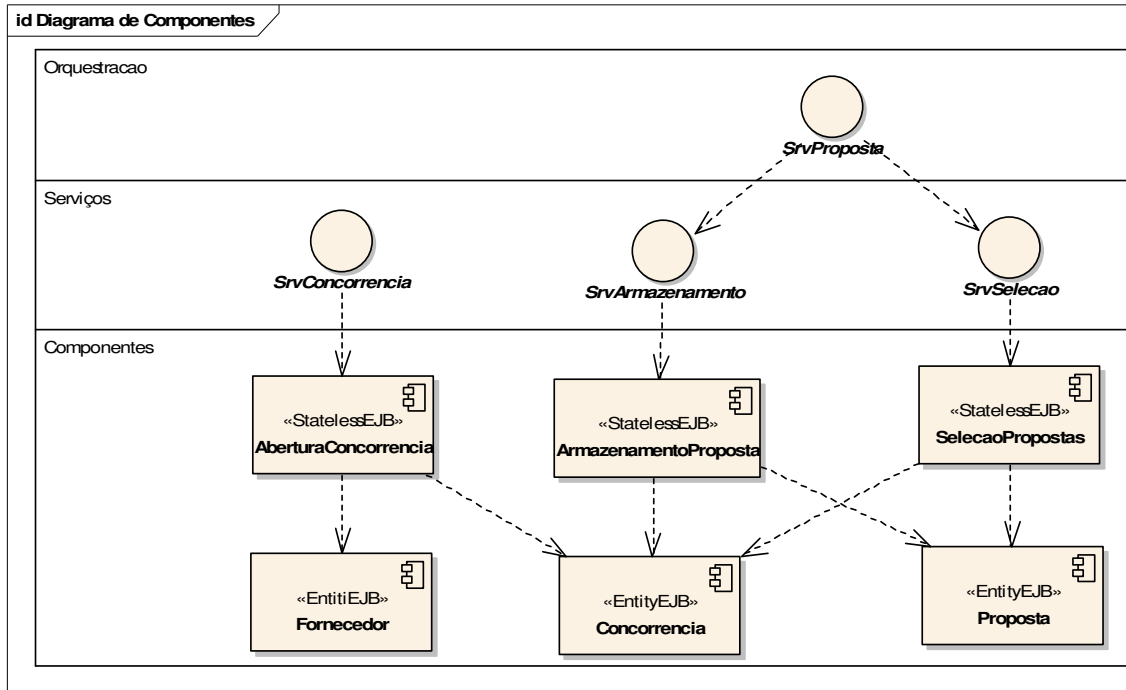 id Diagrama de Componentes
Orquestracao
SrvProposta
Serviços
SrvConcorrencia
SrvArmazenamento
SrvSelecao
Componentes
«StatelessEJB»
AberturaConcorrencia
«StatelessEJB»
ArmazenamentoProposta
«StatelessEJB»
SelecaoPropostas
«EntitiEJB»
Fornecedor
«EntityEJB»
Concorrencia
«EntityEJB»
Proposta